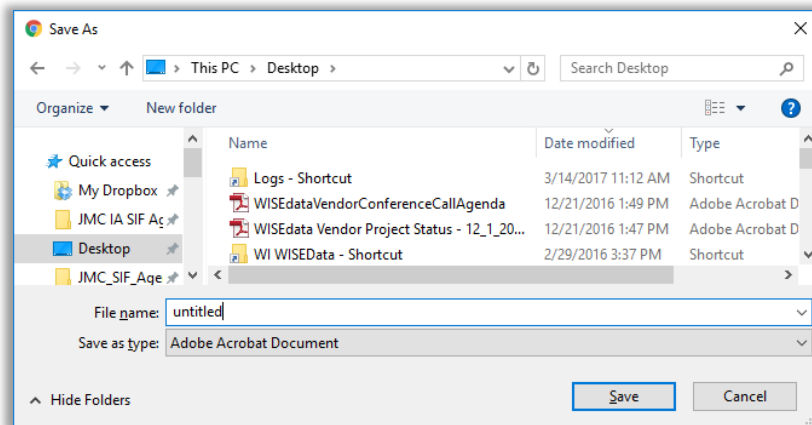 Save As
This PC > Desktop >
Search Desktop
Organize
New folder
?
Name
Date modified
Type
Quick access
My Dropbox
JMC IA SIF Ag
Desktop
JMC_SIF_Age
Logs - Shortcut 3/14/2017 11:12 AM Shortcut
WISEdataVendorConferenceCallAgenda 12/21/2016 1:49 PM Adobe Acrobat D
WISEdata Vendor Project Status - 12_1_20... 12/21/2016 1:47 PM Adobe Acrobat D
WI WISEData - Shortcut 2/29/2016 3:37 PM Shortcut
File name: untitled
Save as type: Adobe Acrobat Document
Hide Folders
Save
Cancel